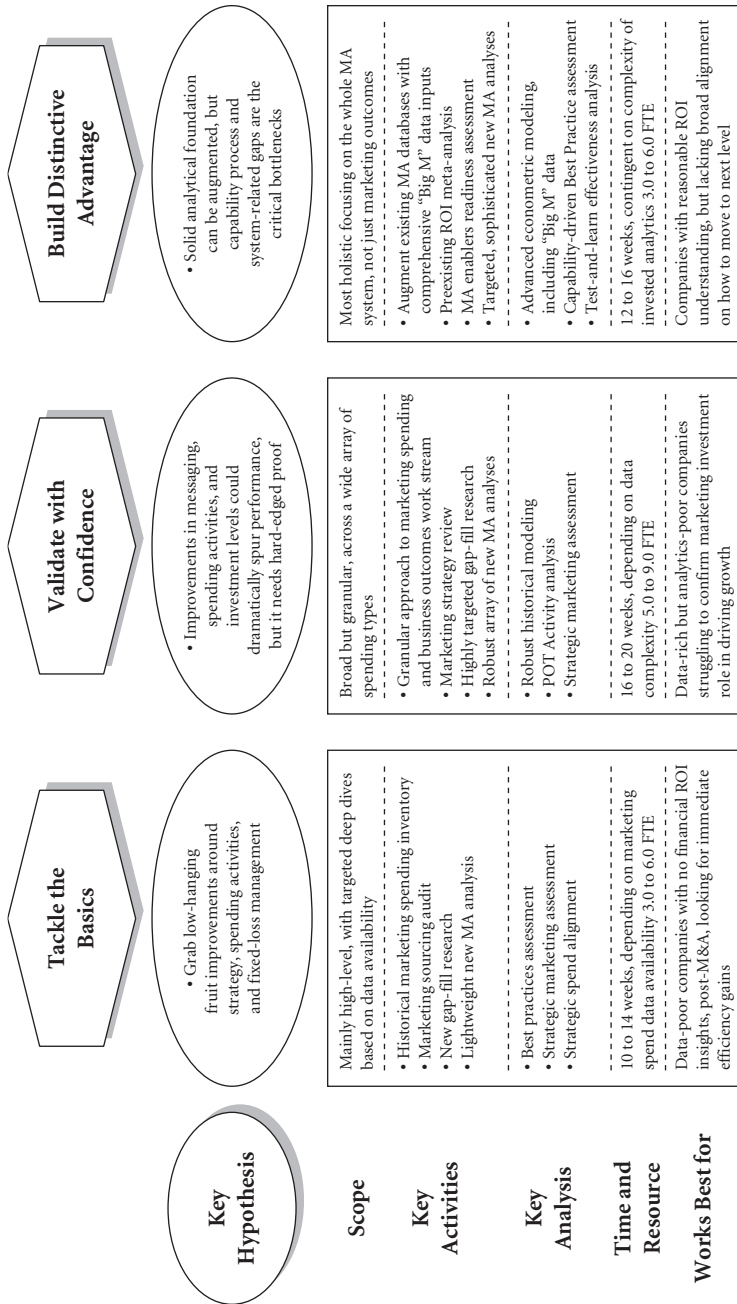 Tackle the
Basics
Validate with
Confidence
Build Distinctive
Advantage
Key
Hypothesis
• Grab low-hanging
fruit improvements around
strategy, spending activities,
and fixed-loss management
• Improvements in messaging,
spending activities, and
investment levels could
dramatically spur performance,
but it needs hard-edged proof
• Solid analytical foundation
can be augmented, but
capability process and
system-related gaps are the
critical bottlenecks
Scope
Mainly high-level, with targeted deep dives
based on data availability
Broad but granular, across a wide array of
spending types
Most holistic focusing on the whole MA
system, not just marketing outcomes
Key
Activities
• Historical marketing spending inventory
• Marketing sourcing audit
• New gap-fill research
• Lightweight new MA analysis
• Granular approach to marketing spending
and business outcomes work stream
• Marketing strategy review
• Highly targeted gap-fill research
• Robust array of new MA analyses
• Augment existing MA databases with
comprehensive “Big M” data inputs
• Preexisting ROI meta-analysis
• MA enablers readiness assessment
• Targeted, sophisticated new MA analyses
Key
Analysis
• Best practices assessment
• Strategic marketing assessment
• Strategic spend alignment
• Robust historical modeling
• POT Activity analysis
• Strategic marketing assessment
• Advanced econometric modeling,
including “Big M” data
• Capability-driven Best Practice assessment
• Test-and-learn effectiveness analysis
Time and
Resource
10 to 14 weeks, depending on marketing
spend data availability 3.0 to 6.0 FTE
16 to 20 weeks, depending on data
complexity 5.0 to 9.0 FTE
12 to 16 weeks, contingent on complexity of
invested analytics 3.0 to 6.0 FTE
Works Best for
Data-poor companies with no financial ROI
insights, post-M&A, looking for immediate
efficiency gains
Data-rich but analytics-poor companies
struggling to confirm marketing investment
role in driving growth
Companies with reasonable ROI
understanding, but lacking broad alignment
on how to move to next level